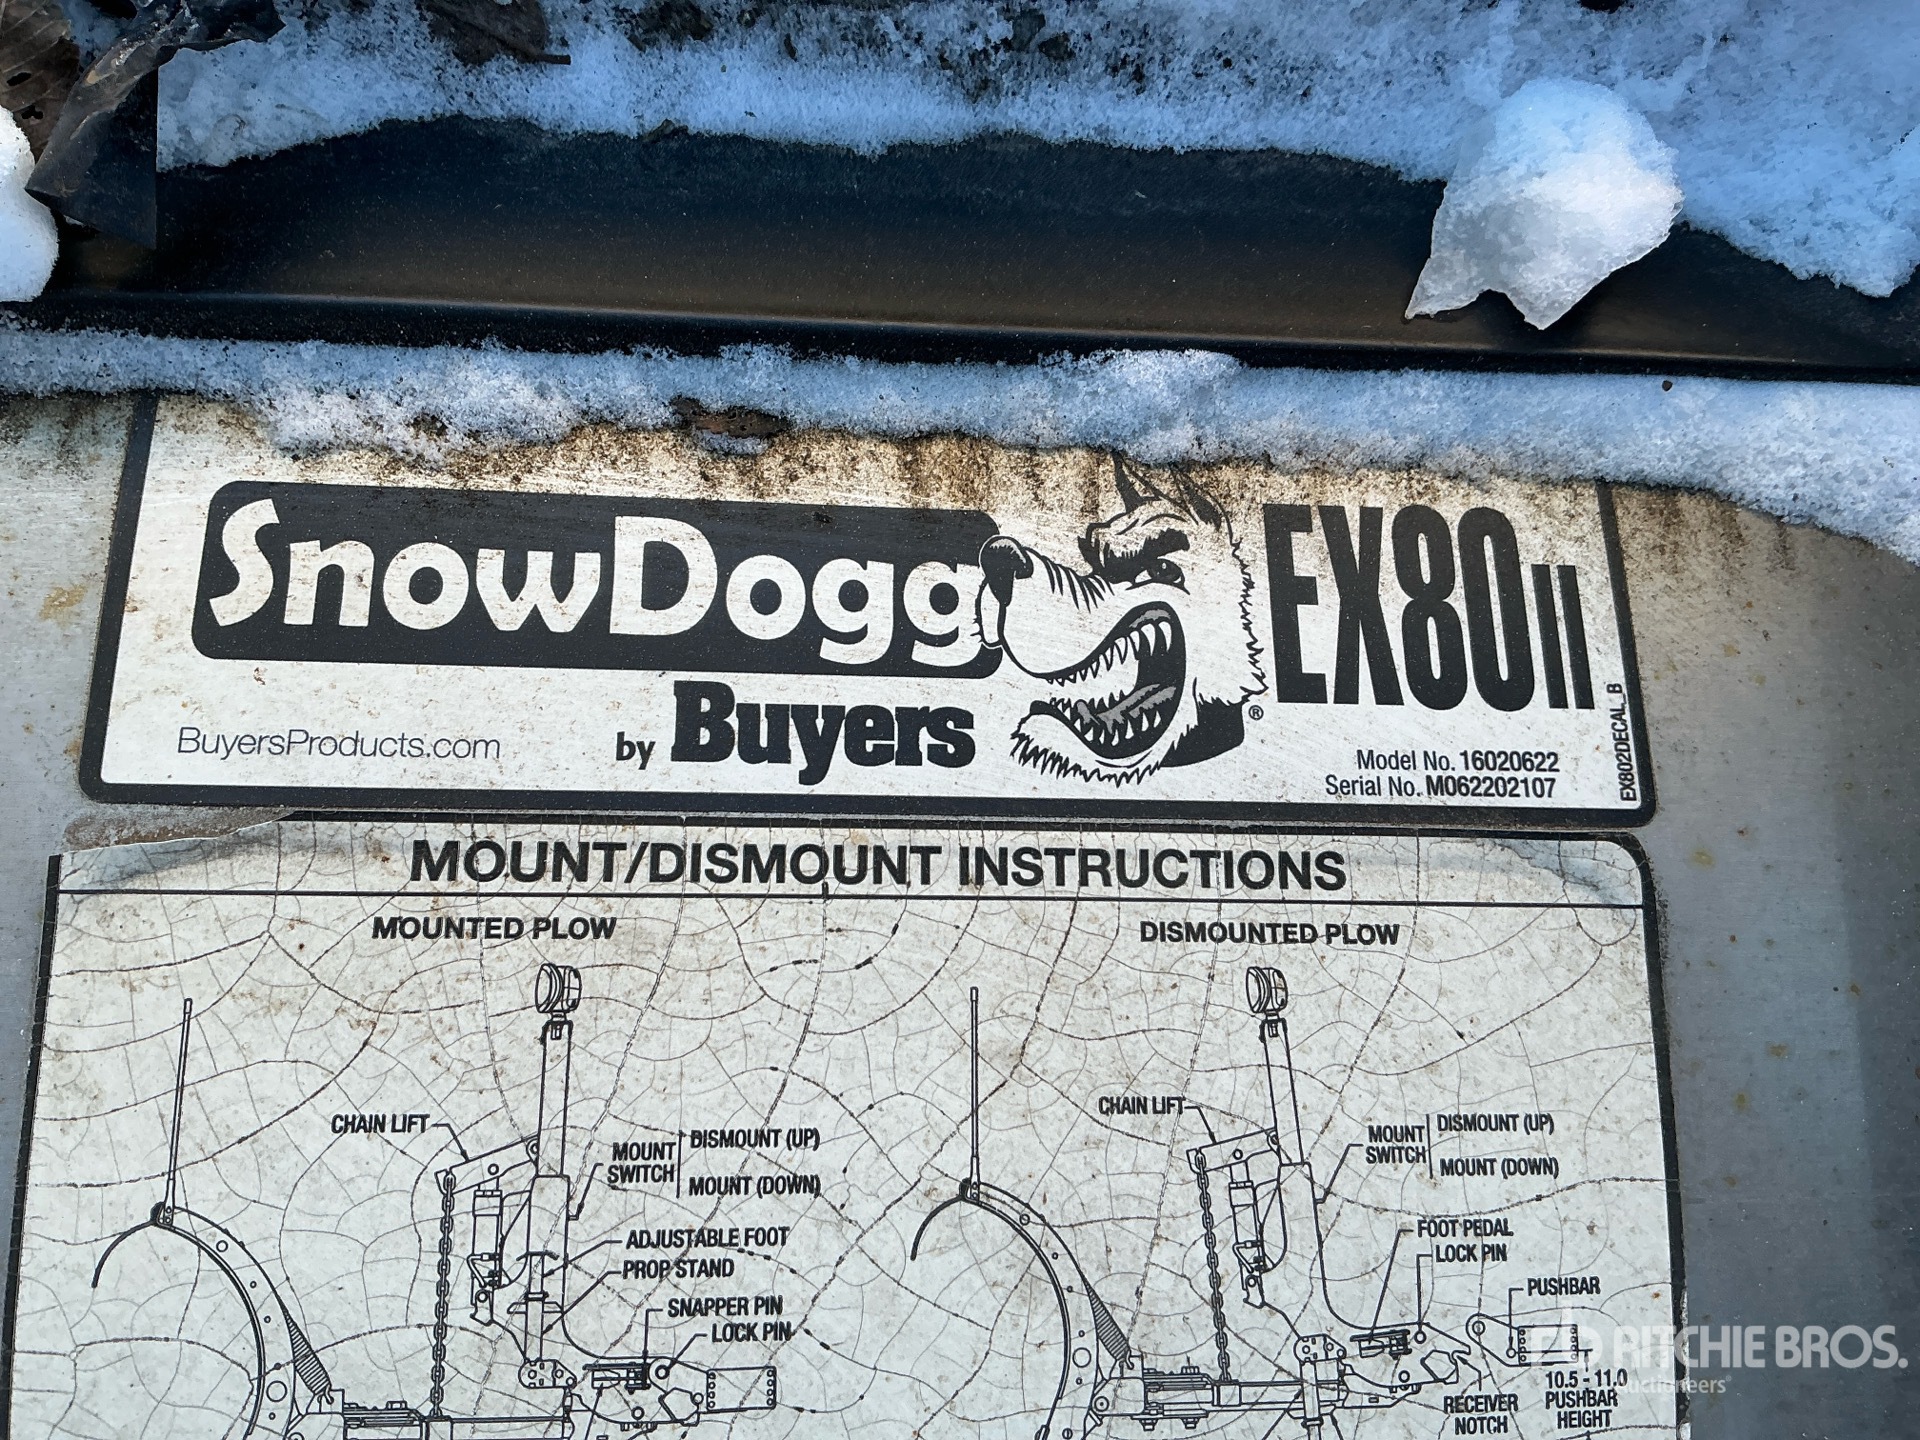 SnowDogg
EX80 II
by Buyers
®
BuyersProducts.com
Model No. 16020622
Serial No. M062202107
EX802DECAL_B
MOUNT/DISMOUNT INSTRUCTIONS
MOUNTED PLOW
CHAIN LIFT
MOUNT SWITCH
DISMOUNT (UP)
MOUNT (DOWN)
ADJUSTABLE FOOT
PROP STAND
SNAPPER PIN
LOCK PIN
DISMOUNTED PLOW
CHAIN LIFT
MOUNT SWITCH
DISMOUNT (UP)
MOUNT (DOWN)
FOOT PEDAL
LOCK PIN
PUSHBAR
RECEIVER
NOTCH
10.5 - 11.0
PUSHBAR
HEIGHT
RITCHIE BROS.
Auctioneers